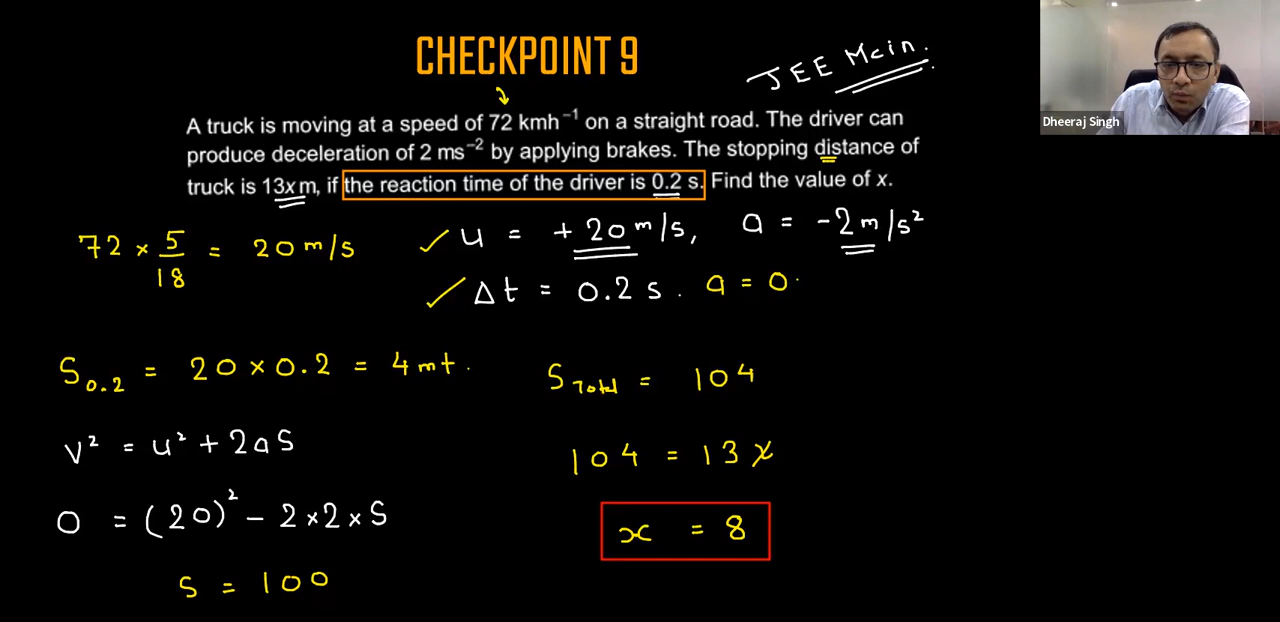 CHECKPOINT 9
JEE Main.
A truck is moving at a speed of 72 kmh⁻¹ on a straight road. The driver can
produce deceleration of 2 ms⁻² by applying brakes. The stopping distance of
truck is 13x m, if the reaction time of the driver is 0.2 s. Find the value of x.
Dheeraj Singh
72 × 5/18 = 20 m/s
✓ u = + 20 m/s, a = -2 m/s²
✓ Δt = 0.2 s. a = 0.
S₀.₂ = 20 × 0.2 = 4 mt.
S Total = 104
v² = u² + 2aS
104 = 13x
0 = (20)² - 2×2×S
x = 8
S = 100